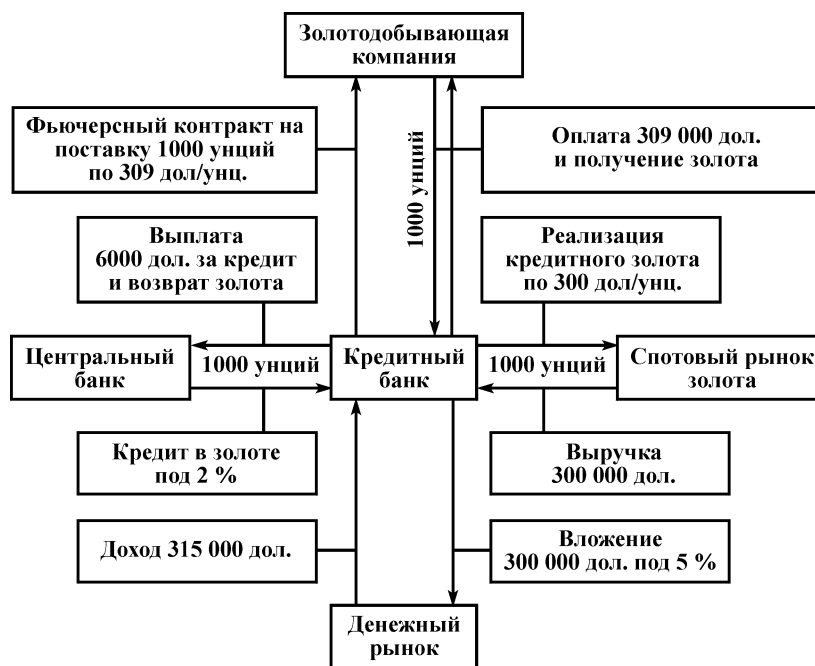 Золотодобывающая
компания
Фьючерсный контракт на
поставку 1000 унций
по 309 дол/унц.
1000 унций
Оплата 309 000 дол.
и получение золота
Выплата
6000 дол. за кредит
и возврат золота
Реализация
кредитного золота
по 300 дол/унц.
Центральный
банк
1000 унций
Кредитный
банк
1000 унций
Спотовый рынок
золота
Кредит в золоте
под 2 %
Выручка
300 000 дол.
Доход 315 000 дол.
Вложение
300 000 дол. под 5 %
Денежный
рынок